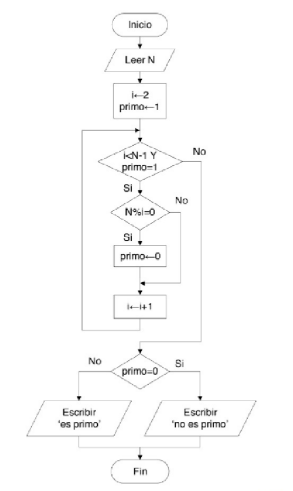 Inicio
Leer N
i←2
primo←1
i<N-1 Y
primo=1
No
Si
N%i=0
No
Si
primo←0
i←i+1
No
primo=0
Si
Escribir
‘es primo’
Escribir
‘no es primo’
Fin